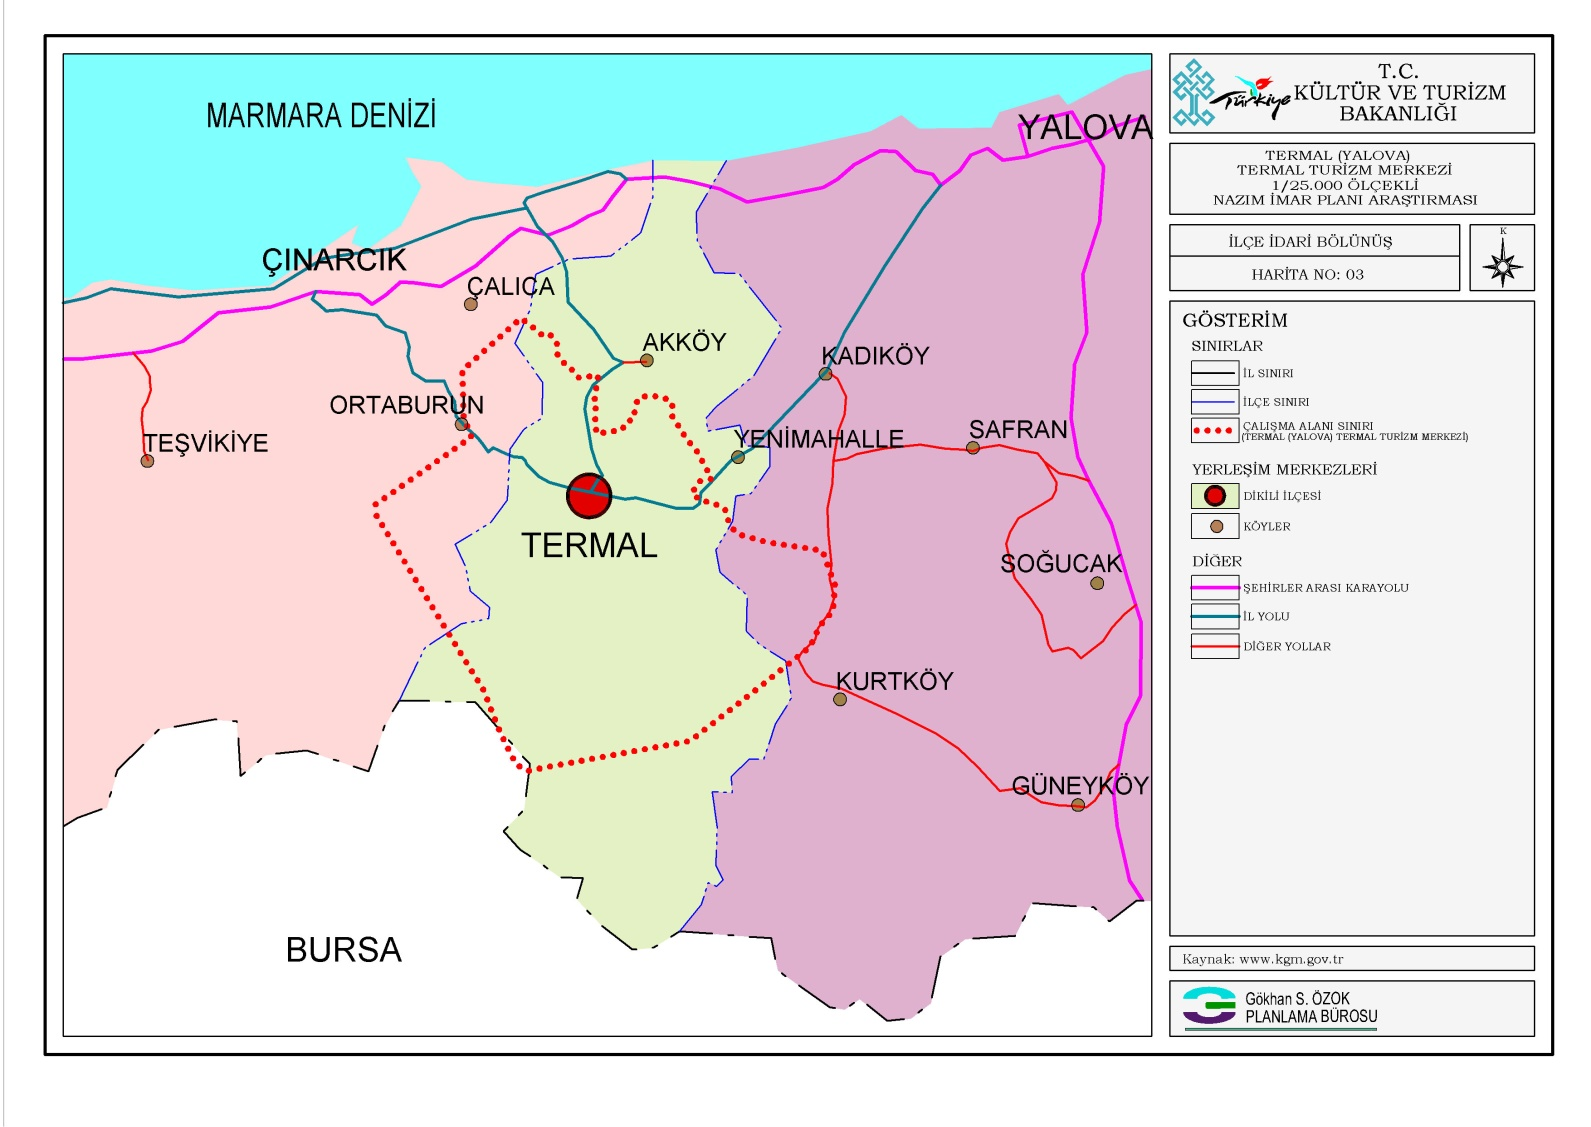 MARMARA DENİZİ
YALOVA
ÇINARCIK
ÇALICA
AKKÖY
KADIKÖY
ORTABURUN
TEŞVİKİYE
YENİMAHALLE
SAFRAN
TERMAL
SOĞUCAK
KURTKÖY
GÜNEYKÖY
BURSA
Türkiye
T.C.
KÜLTÜR VE TURİZM
BAKANLIĞI
TERMAL (YALOVA)
TERMAL TURİZM MERKEZİ
1/25.000 ÖLÇEKLİ
NAZIM İMAR PLANI ARAŞTIRMASI
İLÇE İDARİ BÖLÜNÜŞ
HARİTA NO: 03
K
GÖSTERİM
SINIRLAR
İL SINIRI
İLÇE SINIRI
ÇALIŞMA ALANI SINIRI
(TERMAL (YALOVA) TERMAL TURİZM MERKEZİ)
YERLEŞİM MERKEZLERİ
DİKİLİ İLÇESİ
KÖYLER
DİĞER
ŞEHİRLER ARASI KARAYOLU
İL YOLU
DİĞER YOLLAR
Kaynak: www.kgm.gov.tr
Gökhan S. ÖZOK
PLANLAMA BÜROSU